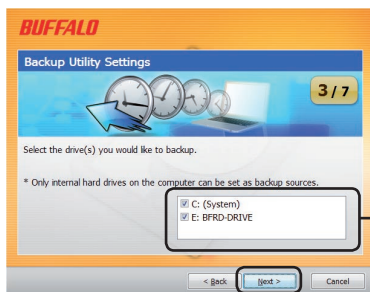 BUFFALO
Backup Utility Settings
3 / 7
Select the drive(s) you would like to backup.
* Only internal hard drives on the computer can be set as backup sources.
C: (System)
E: BFRD-DRIVE
< Back
Next >
Cancel